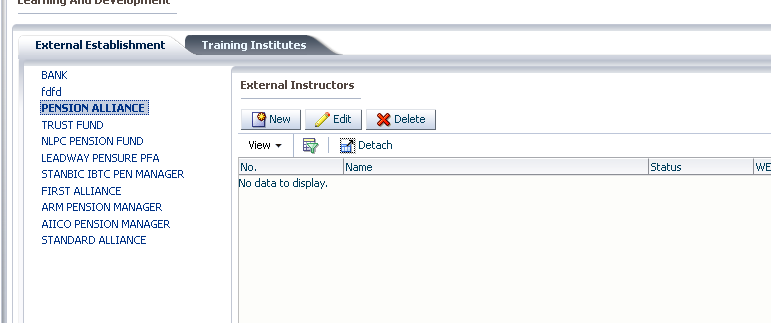 Learning And Development
External Establishment
Training Institutes
BANK
fdfd
PENSION ALLIANCE
TRUST FUND
NLPC PENSION FUND
LEADWAY PENSURE PFA
STANBIC IBTC PEN MANAGER
FIRST ALLIANCE
ARM PENSION MANAGER
AIICO PENSION MANAGER
STANDARD ALLIANCE
External Instructors
New Edit Delete
View Detach
No. Name Status WE
No data to display.